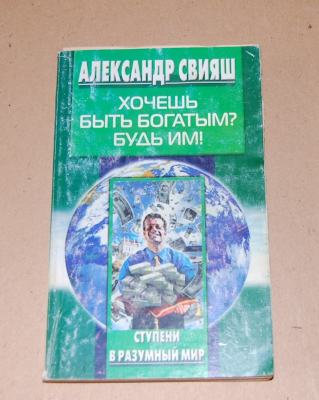 АЛЕКСАНДР СВИЯШ
ХОЧЕШЬ
БЫТЬ БОГАТЫМ?
БУДЬ ИМ!
СТУПЕНИ
В РАЗУМНЫЙ МИР